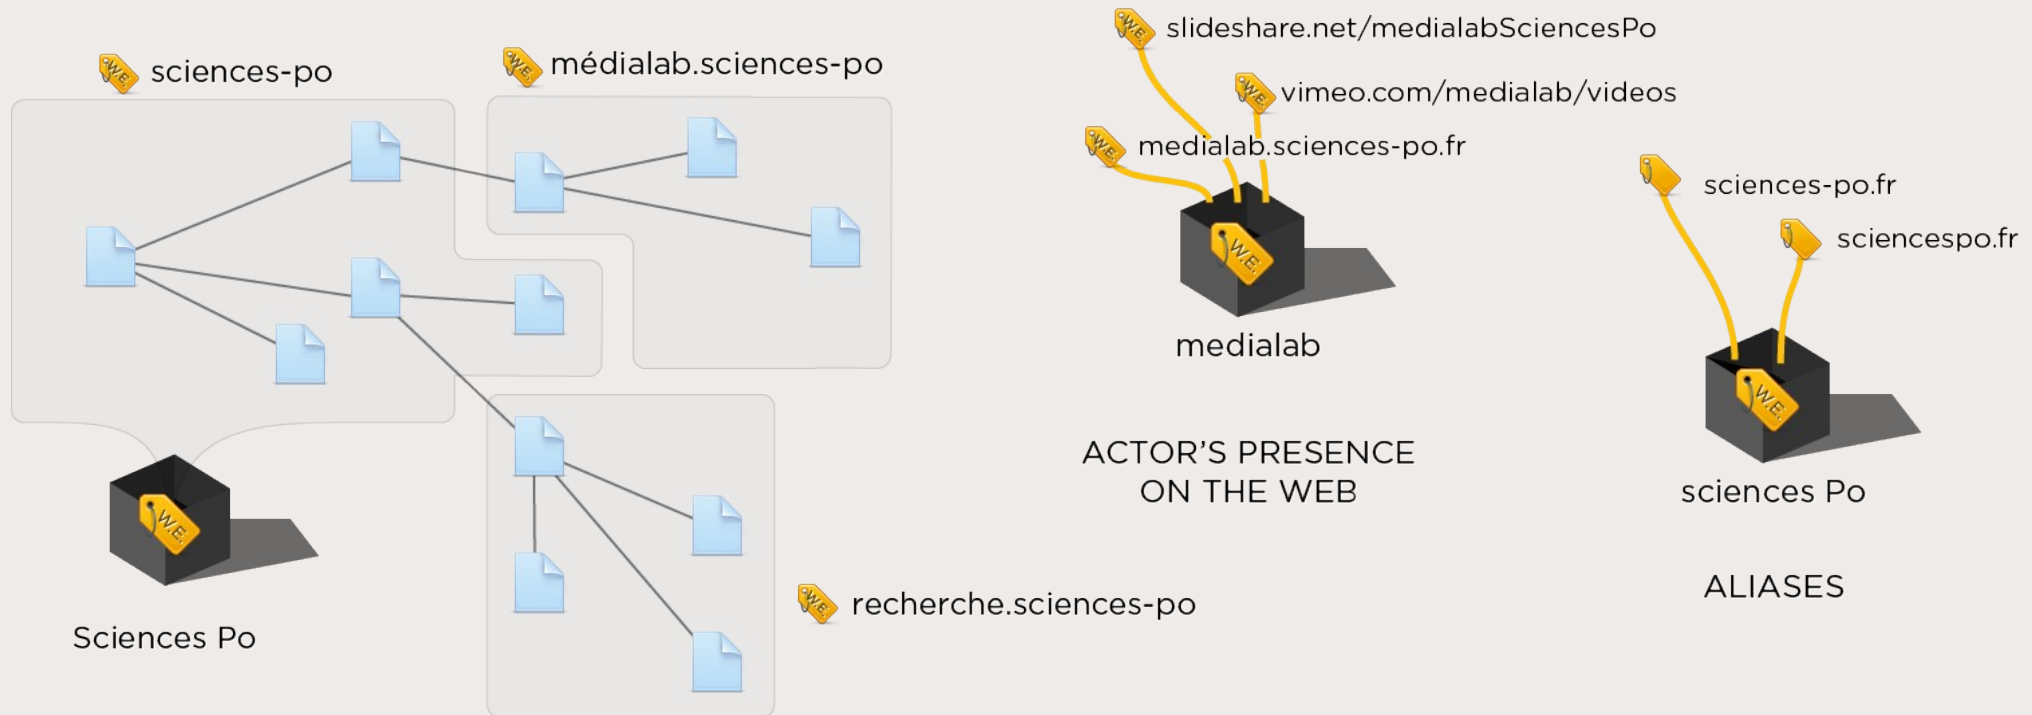 W.E. sciences-po
W.E. médialab.sciences-po
W.E.
Sciences Po
W.E. recherche.sciences-po
W.E. slideshare.net/medialabSciencesPo
W.E. vimeo.com/medialab/videos
W.E. medialab.sciences-po.fr
W.E.
medialab
ACTOR'S PRESENCE
ON THE WEB
sciences-po.fr
sciencespo.fr
W.E.
sciences Po
ALIASES